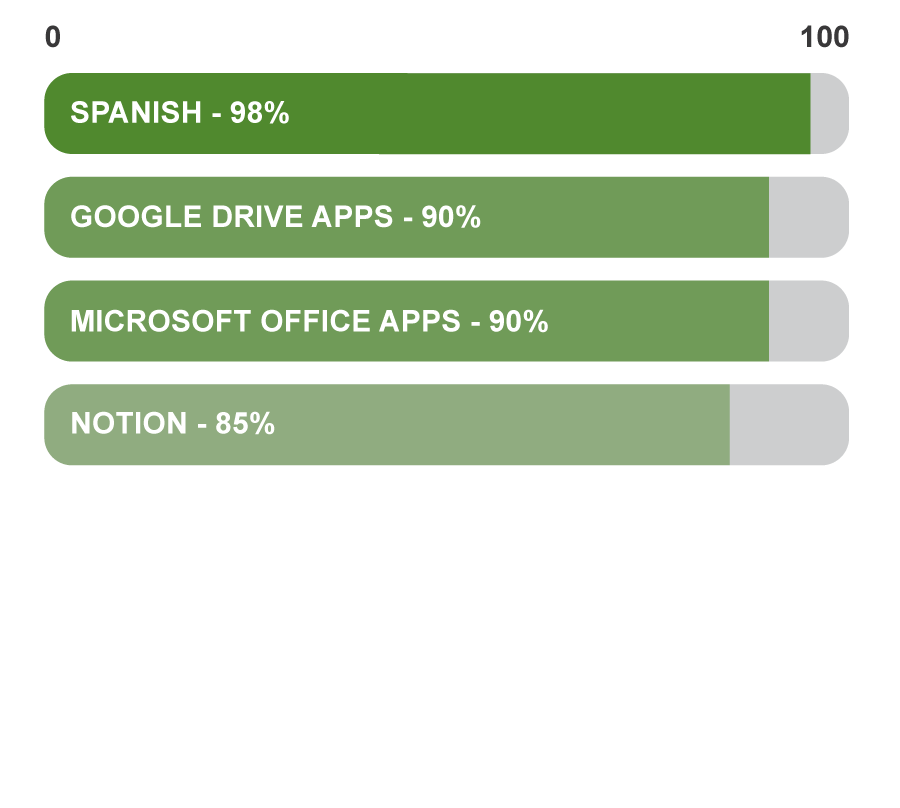 0 100
SPANISH - 98%
GOOGLE DRIVE APPS - 90%
MICROSOFT OFFICE APPS - 90%
NOTION - 85%